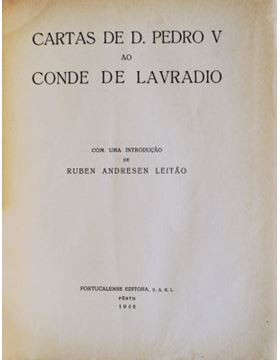 CARTAS DE D. PEDRO V
AO
CONDE DE LAVRADIO
COM UMA INTRODUÇÃO
DE
RUBEN ANDRESEN LEITÃO
PORTUCALENSE EDITORA, S. A. R. L.
PÔRTO